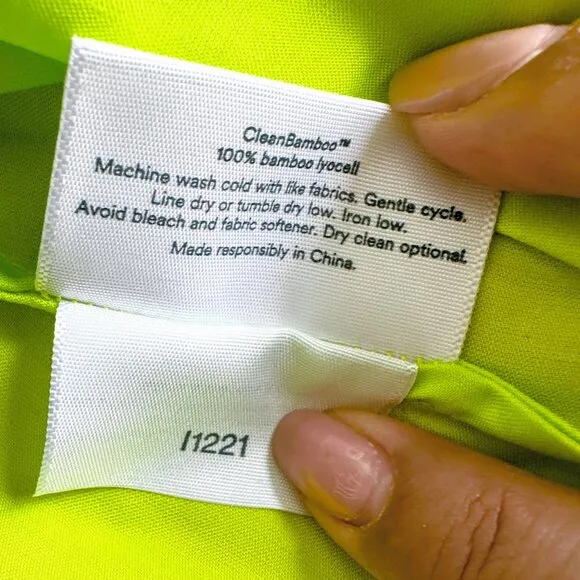 CleanBamboo™
100% bamboo lyocell
Machine wash cold with like fabrics. Gentle cycle.
Line dry or tumble dry low. Iron low.
Avoid bleach and fabric softener. Dry clean optional.
Made responsibly in China.
I1221